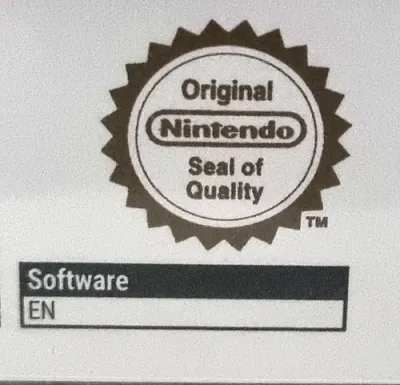 Original
Nintendo
Seal of
Quality
TM
Software
EN